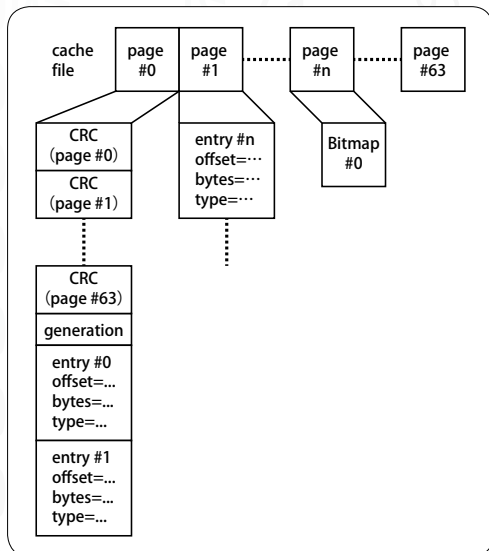 cache
file
page
#0
page
#1
page
#n
page
#63
CRC
(page #0)
CRC
(page #1)
CRC
(page #63)
generation
entry #0
offset=...
bytes=...
type=...
entry #1
offset=...
bytes=...
type=...
entry #n
offset=…
bytes=…
type=…
Bitmap
#0